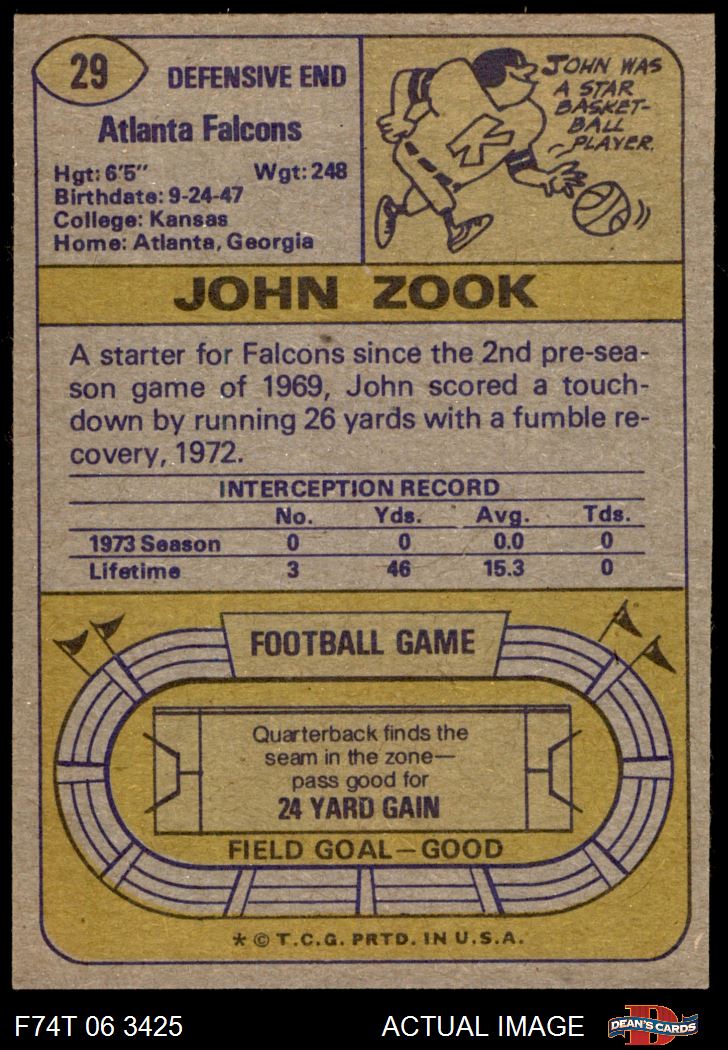 29
DEFENSIVE END
Atlanta Falcons
Hgt: 6'5" Wgt: 248
Birthdate: 9-24-47
College: Kansas
Home: Atlanta, Georgia
JOHN WAS
A STAR
BASKET-
BALL
PLAYER.
JOHN ZOOK
A starter for Falcons since the 2nd pre-sea-
son game of 1969, John scored a touch-
down by running 26 yards with a fumble re-
covery, 1972.
INTERCEPTION RECORD
No. Yds. Avg. Tds.
1973 Season 0 0 0.0 0
Lifetime 3 46 15.3 0
FOOTBALL GAME
Quarterback finds the
seam in the zone—
pass good for
24 YARD GAIN
FIELD GOAL—GOOD
* © T.C.G. PRTD. IN U.S.A.
F74T 06 3425 ACTUAL IMAGE
D
DEAN'S CARDS